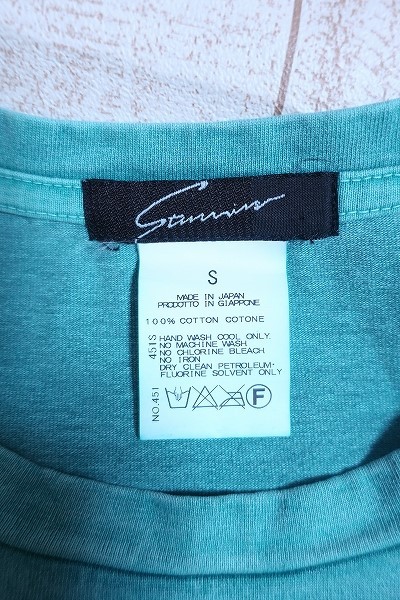 S
MADE IN JAPAN
PRODOTTO IN GIAPPONE
100% COTTON COTONE
HAND WASH COOL ONLY.
NO MACHINE WASH
NO CHLORINE BLEACH
NO IRON
DRY CLEAN PETROLEUM·
FLUORINE SOLVENT ONLY
NO.451 451S
F